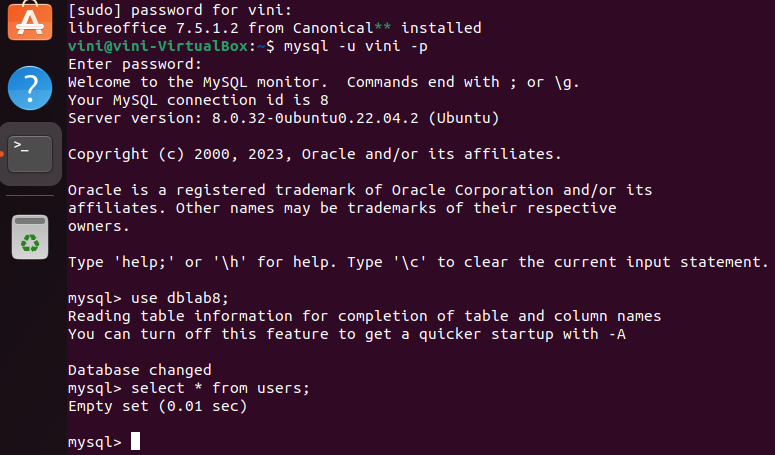 [sudo] password for vini:
libreoffice 7.5.1.2 from Canonical** installed
vini@vini-VirtualBox:~$ mysql -u vini -p
Enter password:
Welcome to the MySQL monitor.  Commands end with ; or \g.
Your MySQL connection id is 8
Server version: 8.0.32-0ubuntu0.22.04.2 (Ubuntu)

Copyright (c) 2000, 2023, Oracle and/or its affiliates.

Oracle is a registered trademark of Oracle Corporation and/or its
affiliates. Other names may be trademarks of their respective
owners.

Type 'help;' or '\h' for help. Type '\c' to clear the current input statement.

mysql> use dblab8;
Reading table information for completion of table and column names
You can turn off this feature to get a quicker startup with -A

Database changed
mysql> select * from users;
Empty set (0.01 sec)

mysql>